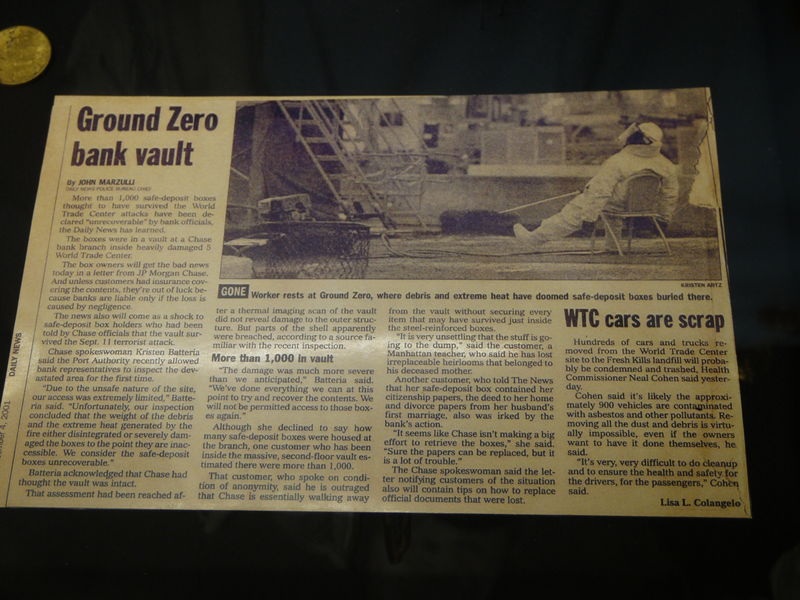 Ground Zero
bank vault
By JOHN MARZULLI
DAILY NEWS POLICE BUREAU CHIEF
More than 1,000 safe-deposit boxes
thought to have survived the World
Trade Center attacks have been de-
clared "unrecoverable" by bank officials,
the Daily News has learned.
The boxes were in a vault at a Chase
bank branch inside heavily damaged 5
World Trade Center.
The box owners will get the bad news
today in a letter from JP Morgan Chase.
And unless customers had insurance cov-
ering the contents, they're out of luck be-
cause banks are liable only if the loss is
caused by negligence.
The news also will come as a shock to
safe-deposit box holders who had been
told by Chase officials that the vault sur-
vived the Sept. 11 terrorist attack.
Chase spokeswoman Kristen Batteria
said the Port Authority recently allowed
bank representatives to inspect the dev-
astated area for the first time.
"Due to the unsafe nature of the site,
our access was extremely limited," Batte-
ria said. "Unfortunately, our inspection
concluded that the weight of the debris
and the extreme heat generated by the
fire either disintegrated or severely dam-
aged the boxes to the point they are inac-
cessible. We consider the safe-deposit
boxes unrecoverable."
Batteria acknowledged that Chase had
thought the vault was intact.
That assessment had been reached af-
KRISTEN ARTZ
GONE Worker rests at Ground Zero, where debris and extreme heat have doomed safe-deposit boxes buried there.
ter a thermal imaging scan of the vault
did not reveal damage to the outer struc-
ture. But parts of the shell apparently
were breached, according to a source fa-
miliar with the recent inspection.
More than 1,000 in vault
"The damage was much more severe
than we anticipated," Batteria said.
"We've done everything we can at this
point to try and recover the contents. We
will not be permitted access to those box-
es again."
Although she declined to say how
many safe-deposit boxes were housed at
the branch, one customer who had been
inside the massive, second-floor vault es-
timated there were more than 1,000.
That customer, who spoke on condi-
tion of anonymity, said he is outraged
that Chase is essentially walking away
from the vault without securing every
item that may have survived just inside
the steel-reinforced boxes.
"It is very unsettling that the stuff is go-
ing to the dump," said the customer, a
Manhattan teacher, who said he has lost
irreplaceable heirlooms that belonged to
his deceased mother.
Another customer, who told The News
that her safe-deposit box contained her
citizenship papers, the deed to her home
and divorce papers from her husband's
first marriage, also was irked by the
bank's action.
"It seems like Chase isn't making a big
effort to retrieve the boxes," she said.
"Sure the papers can be replaced, but it
is a lot of trouble."
The Chase spokeswoman said the let-
ter notifying customers of the situation
also will contain tips on how to replace
official documents that were lost.
WTC cars are scrap
Hundreds of cars and trucks re-
moved from the World Trade Center
site to the Fresh Kills landfill will proba-
bly be condemned and trashed, Health
Commissioner Neal Cohen said yester-
day.
Cohen said it's likely the approxi-
mately 900 vehicles are contaminated
with asbestos and other pollutants. Re-
moving all the dust and debris is virtu-
ally impossible, even if the owners
want to have it done themselves, he
said.
"It's very, very difficult to do cleanup
and to ensure the health and safety for
the drivers, for the passengers," Cohen
said.
Lisa L. Colangelo
DAILY NEWS
4, 2001